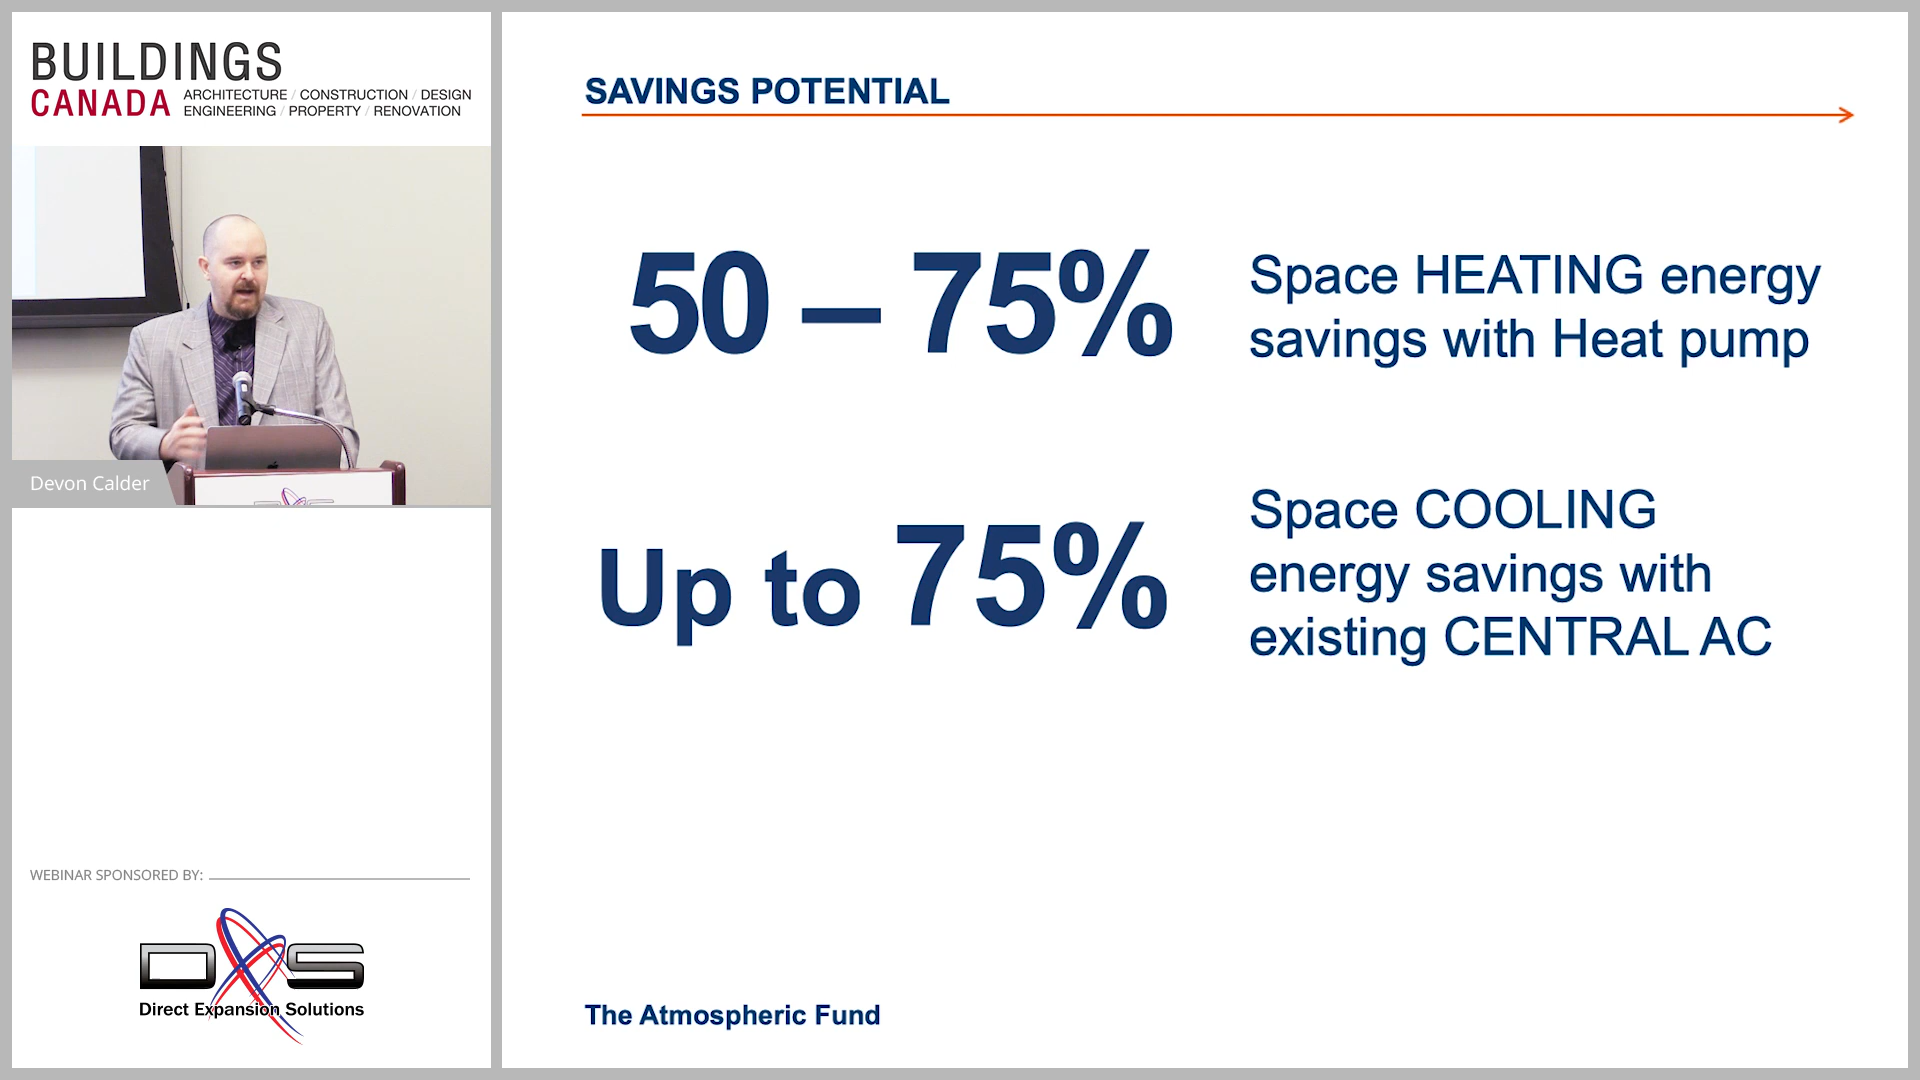 BUILDINGS
CANADA
ARCHITECTURE / CONSTRUCTION / DESIGN
ENGINEERING / PROPERTY / RENOVATION
Devon Calder
WEBINAR SPONSORED BY:
DXS
Direct Expansion Solutions
SAVINGS POTENTIAL
50 – 75%
Space HEATING energy
savings with Heat pump
Up to 75%
Space COOLING
energy savings with
existing CENTRAL AC
The Atmospheric Fund